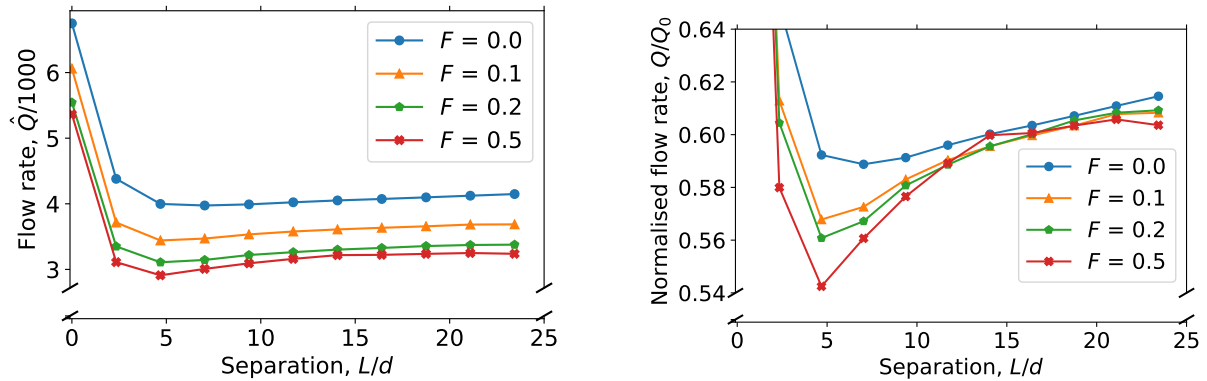 Flow rate, Q̂/1000
6
5
4
3
0 5 10 15 20 25
Separation, L/d
F = 0.0
F = 0.1
F = 0.2
F = 0.5
Normalised flow rate, Q/Q₀
0.64
0.62
0.60
0.58
0.56
0.54
0 5 10 15 20 25
Separation, L/d
F = 0.0
F = 0.1
F = 0.2
F = 0.5